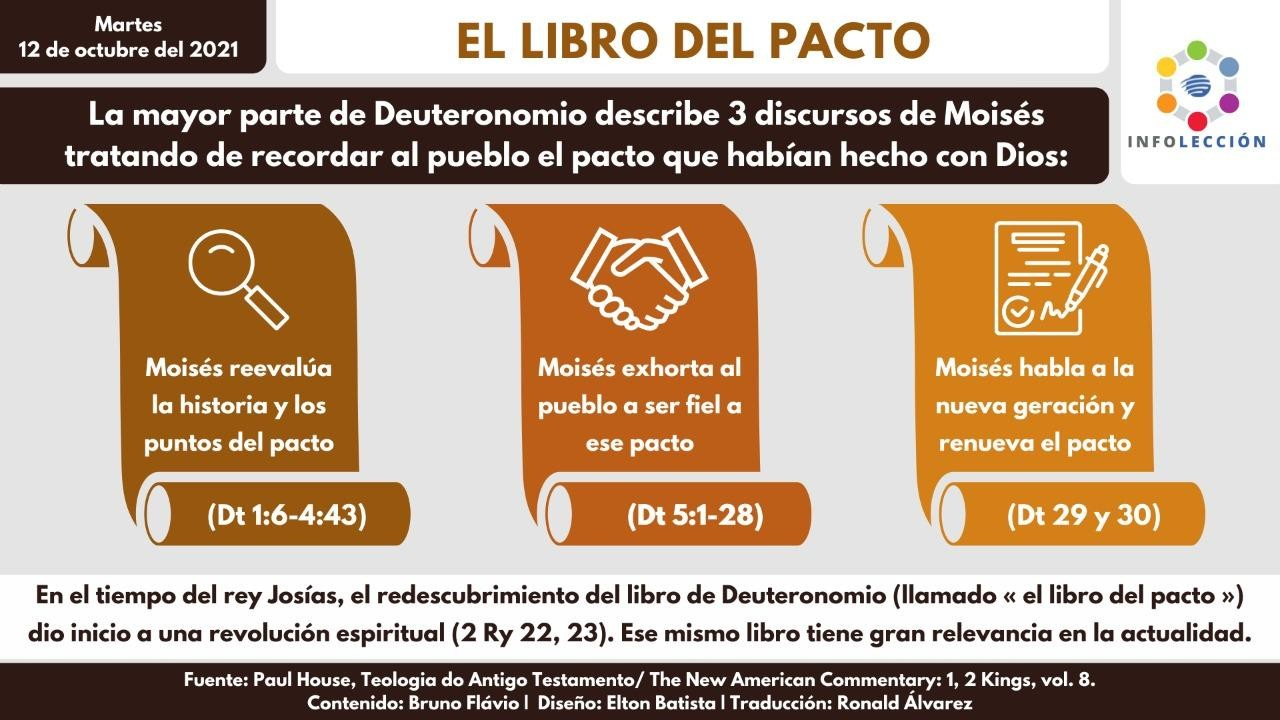 Martes
12 de octubre del 2021
EL LIBRO DEL PACTO
INFOLECCIÓN
La mayor parte de Deuteronomio describe 3 discursos de Moisés
tratando de recordar al pueblo el pacto que habían hecho con Dios:
Moisés reevalúa
la historia y los
puntos del pacto
(Dt 1:6-4:43)
Moisés exhorta al
pueblo a ser fiel a
ese pacto
(Dt 5:1-28)
Moisés habla a la
nueva geración y
renueva el pacto
(Dt 29 y 30)
En el tiempo del rey Josías, el redescubrimiento del libro de Deuteronomio (llamado « el libro del pacto »)
dio inicio a una revolución espiritual (2 Ry 22, 23). Ese mismo libro tiene gran relevancia en la actualidad.
Fuente: Paul House, Teologia do Antigo Testamento/ The New American Commentary: 1, 2 Kings, vol. 8.
Contenido: Bruno Flávio | Diseño: Elton Batista | Traducción: Ronald Álvarez